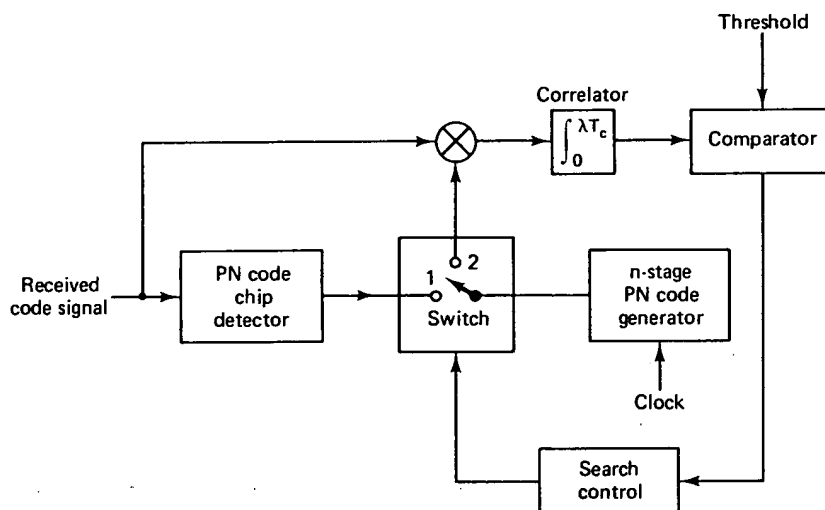 Threshold
Correlator
∫₀^λT_c
Comparator
Received
code signal
PN code
chip
detector
1
2
Switch
n-stage
PN code
generator
Clock
Search
control